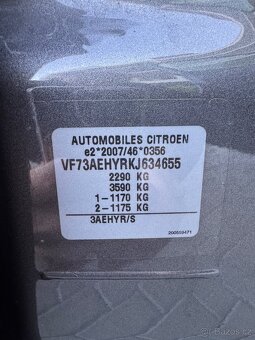 AUTOMOBILES CITROEN
e2*2007/46*0356
VF73AEHYRKJ634655
2290 KG
3590 KG
1-1170 KG
2-1175 KG
3AEHYR/S